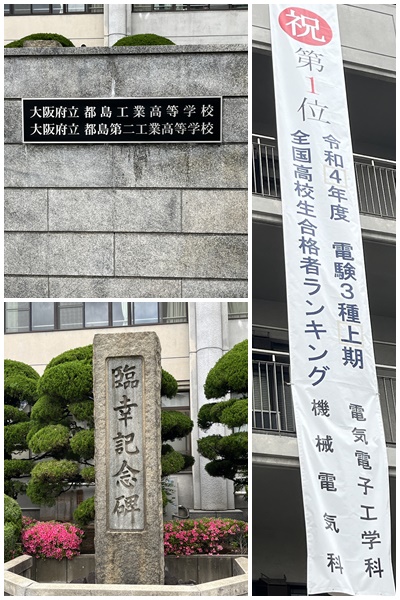 大阪府立 都島工業高等学校
大阪府立 都島第二工業高等学校
臨幸記念碑
祝 第1位
令和4年度 電験3種上期
全国高校生合格者ランキング
電気電子工学科
機械電気科